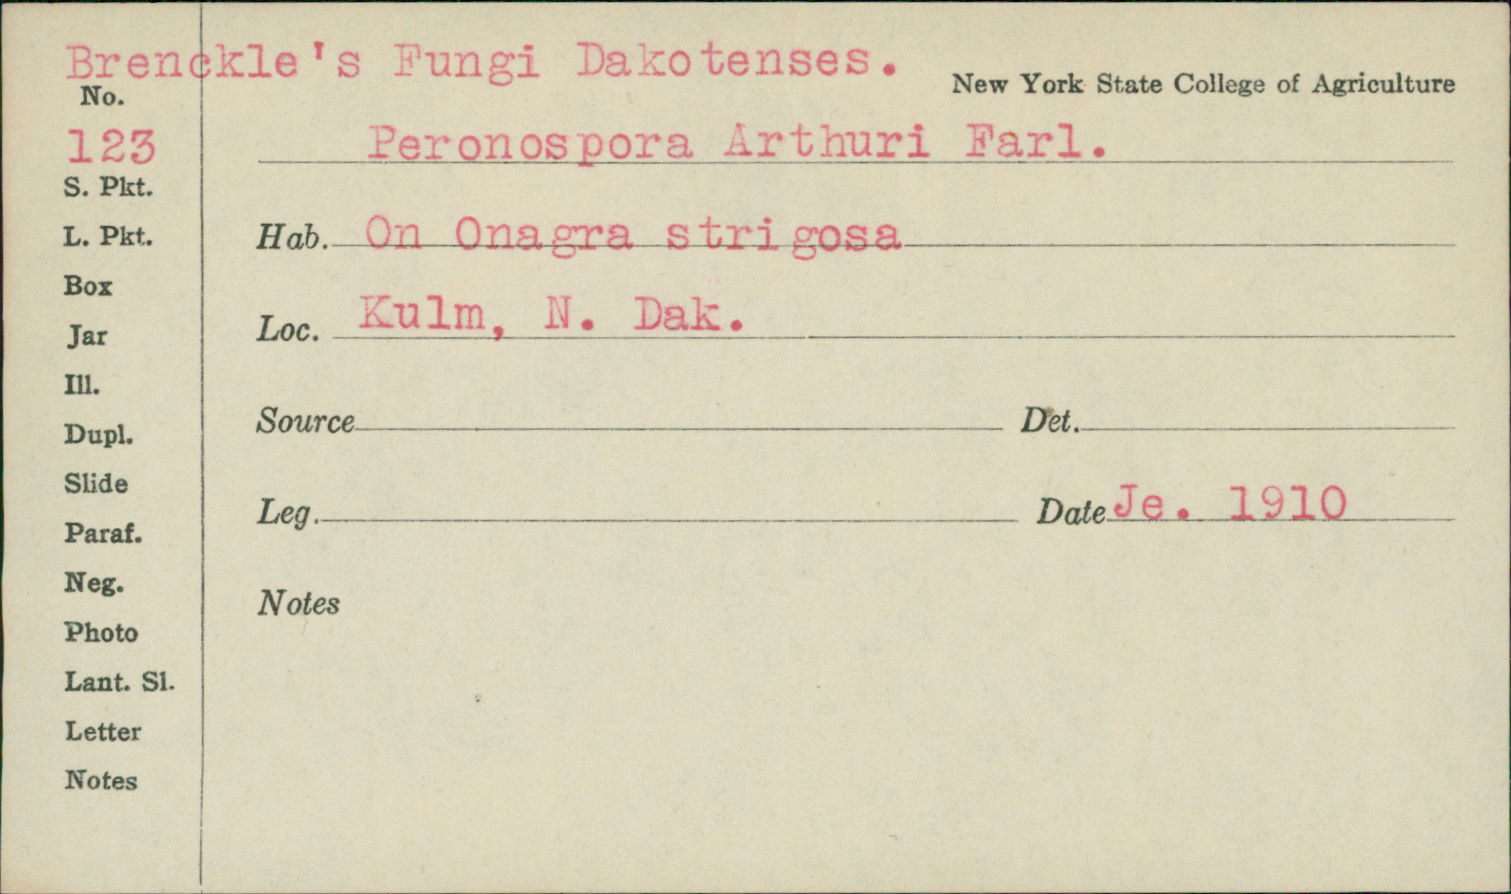 Brenckle's Fungi Dakotenses.
New York State College of Agriculture
No.
123
Peronospora Arthuri Farl.
S. Pkt.
L. Pkt.
Hab. On Onagra strigosa
Box
Loc. Kulm, N. Dak.
Jar
Ill.
Dupl.
Source Det.
Slide
Leg. Date Je. 1910
Paraf.
Neg.
Notes
Photo
Lant. Sl.
Letter
Notes